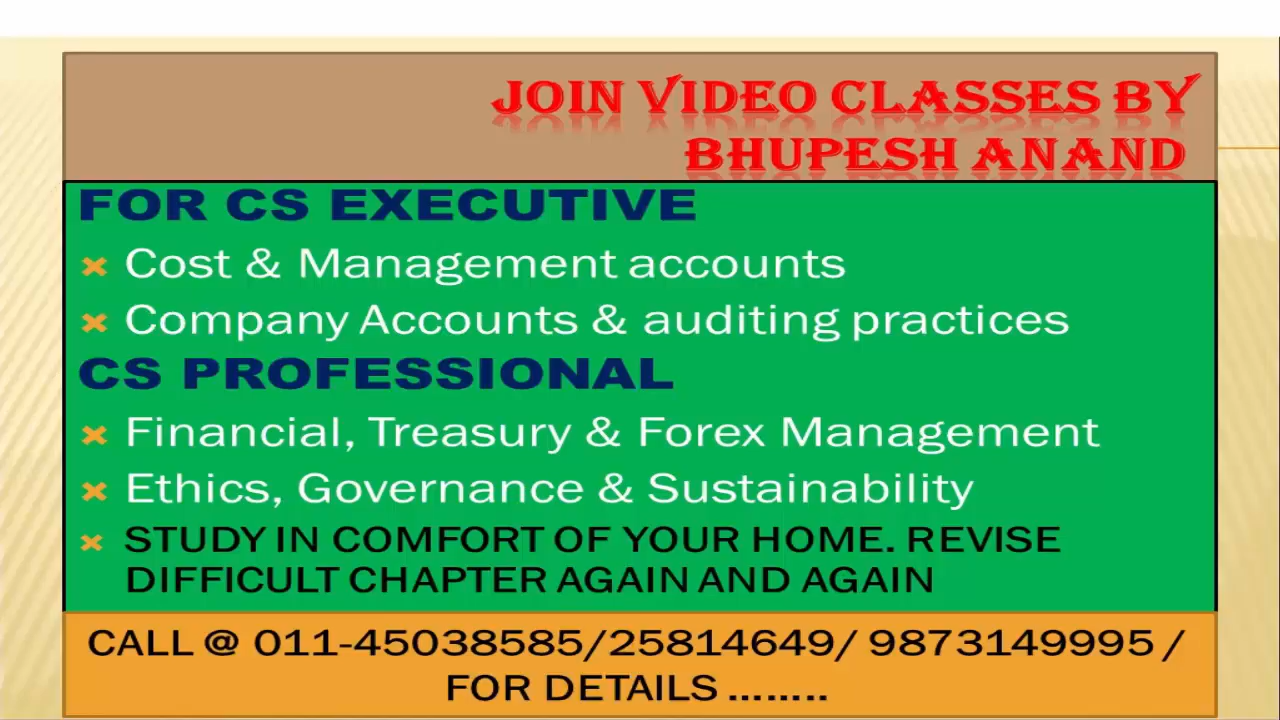 JOIN VIDEO CLASSES BY
BHUPESH ANAND
FOR CS EXECUTIVE
Cost & Management accounts
Company Accounts & auditing practices
CS PROFESSIONAL
Financial, Treasury & Forex Management
Ethics, Governance & Sustainability
STUDY IN COMFORT OF YOUR HOME. REVISE
DIFFICULT CHAPTER AGAIN AND AGAIN
CALL @ 011-45038585/25814649/ 9873149995 /
FOR DETAILS ........